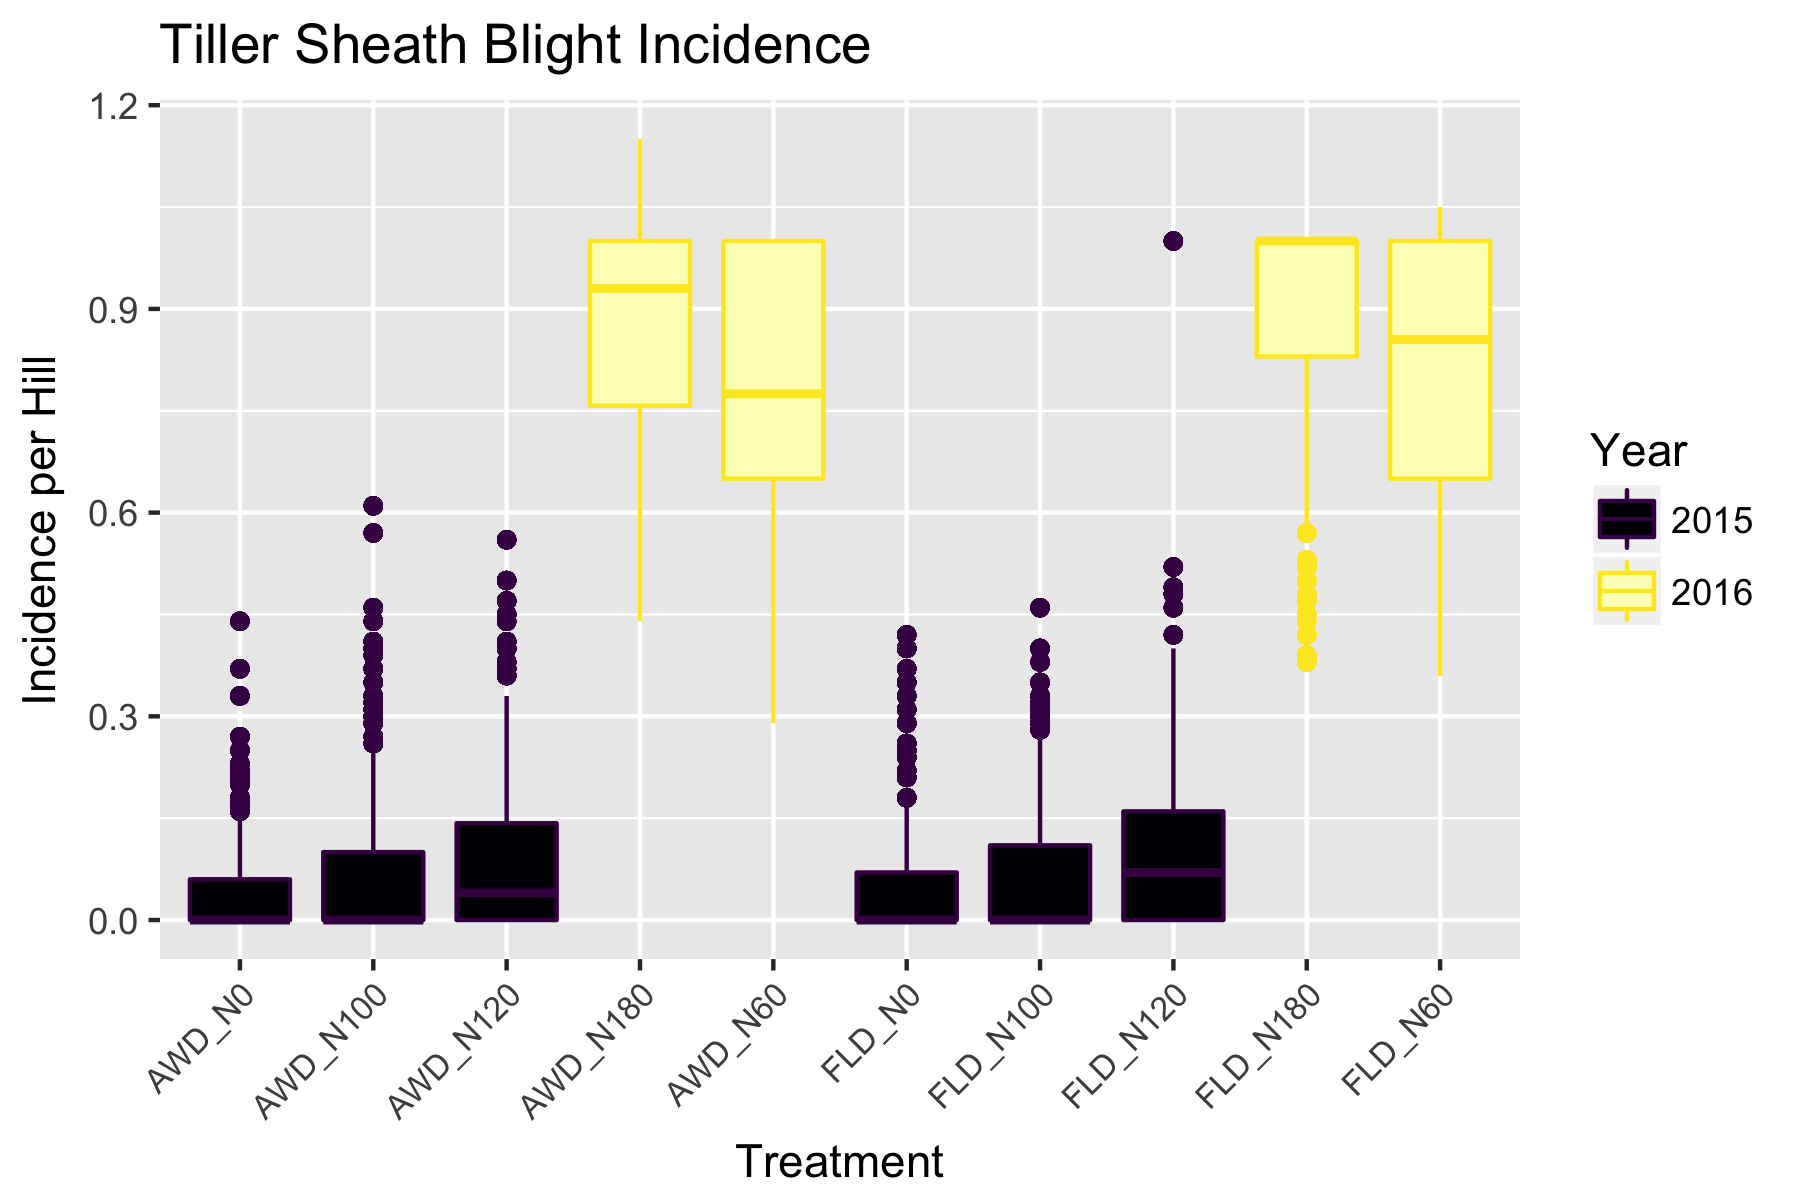 Tiller Sheath Blight Incidence
Incidence per Hill
1.2
0.9
0.6
0.3
0.0
AWD_N0
AWD_N100
AWD_N120
AWD_N180
AWD_N60
FLD_N0
FLD_N100
FLD_N120
FLD_N180
FLD_N60
Treatment
Year
2015
2016